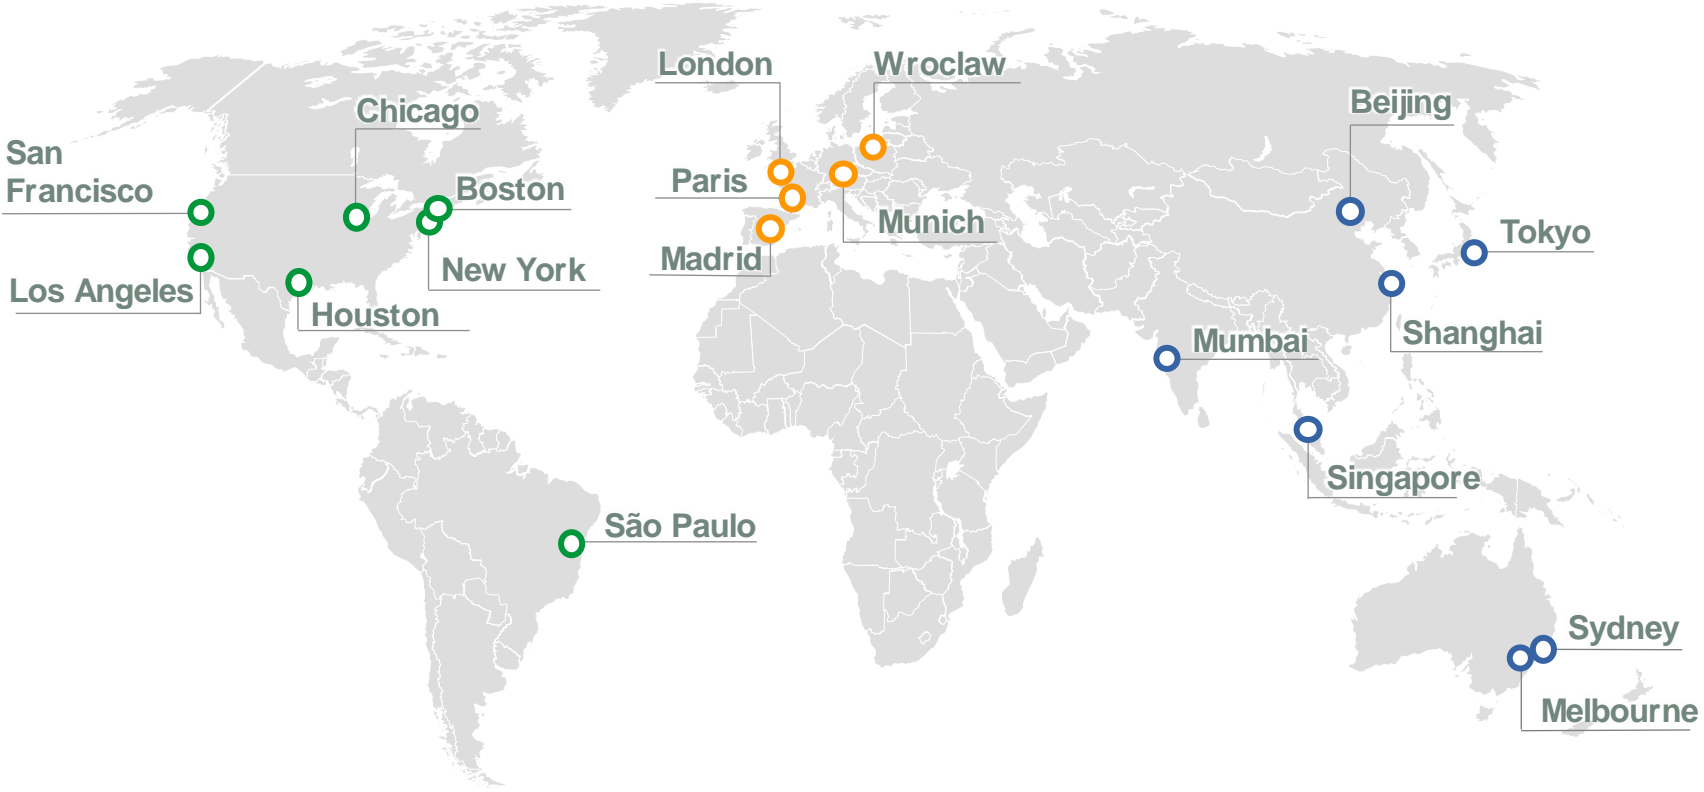 London
Wroclaw
Chicago
Beijing
San
Francisco
Boston
Paris
Munich
Tokyo
Madrid
New York
Los Angeles
Houston
Shanghai
Mumbai
Singapore
São Paulo
Sydney
Melbourne